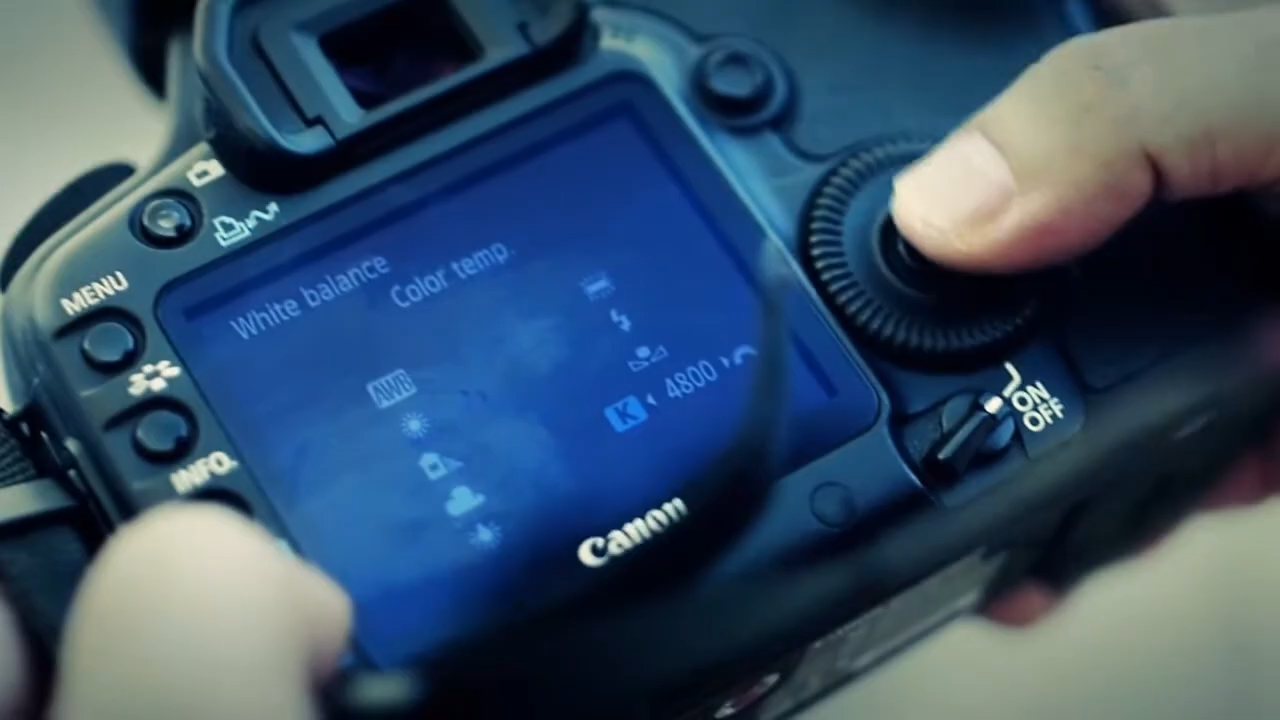 MENU
INFO.
White balance
Color temp.
AWB
K 4800
Canon
ON
OFF